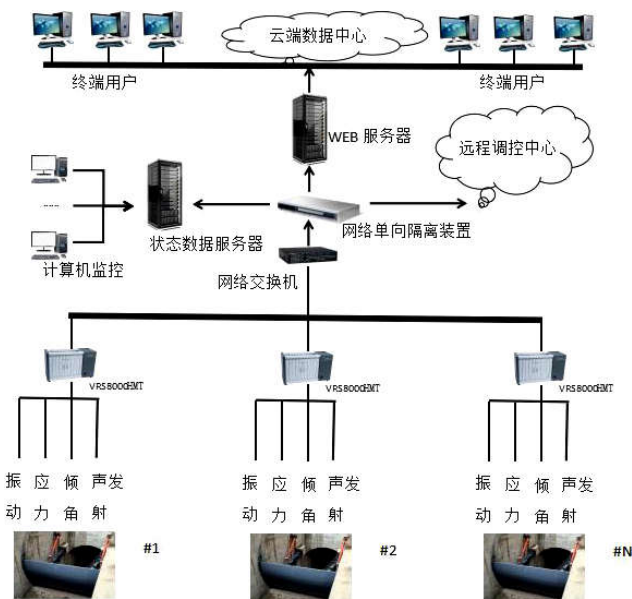 云端数据中心
终端用户
终端用户
WEB 服务器
远程调控中心
状态数据服务器
网络单向隔离装置
计算机监控
网络交换机
VRS8000HMT
VRS8000HMT
VRS8000HMT
振 应 倾 声发
动 力 角 射
振 应 倾 声发
动 力 角 射
振 应 倾 声发
动 力 角 射
#1
#2
#N